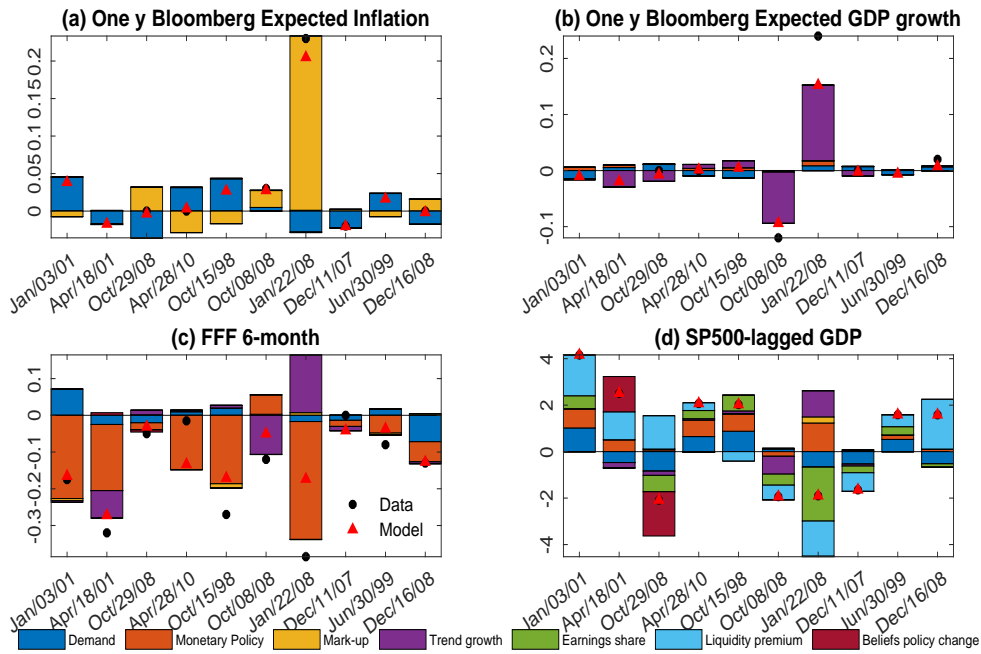 (a) One y Bloomberg Expected Inflation
0.2
0.15
0.1
0.05
0
Jan/03/01
Apr/18/01
Oct/29/08
Apr/28/10
Oct/15/98
Oct/08/08
Jan/22/08
Dec/11/07
Jun/30/99
Dec/16/08
(b) One y Bloomberg Expected GDP growth
0.2
0.1
0
-0.1
Jan/03/01
Apr/18/01
Oct/29/08
Apr/28/10
Oct/15/98
Oct/08/08
Jan/22/08
Dec/11/07
Jun/30/99
Dec/16/08
(c) FFF 6-month
0.1
0
-0.1
-0.2
-0.3
Data
Model
Jan/03/01
Apr/18/01
Oct/29/08
Apr/28/10
Oct/15/98
Oct/08/08
Jan/22/08
Dec/11/07
Jun/30/99
Dec/16/08
(d) SP500-lagged GDP
4
2
0
-2
-4
Jan/03/01
Apr/18/01
Oct/29/08
Apr/28/10
Oct/15/98
Oct/08/08
Jan/22/08
Dec/11/07
Jun/30/99
Dec/16/08
Demand Monetary Policy Mark-up Trend growth Earnings share Liquidity premium Beliefs policy change